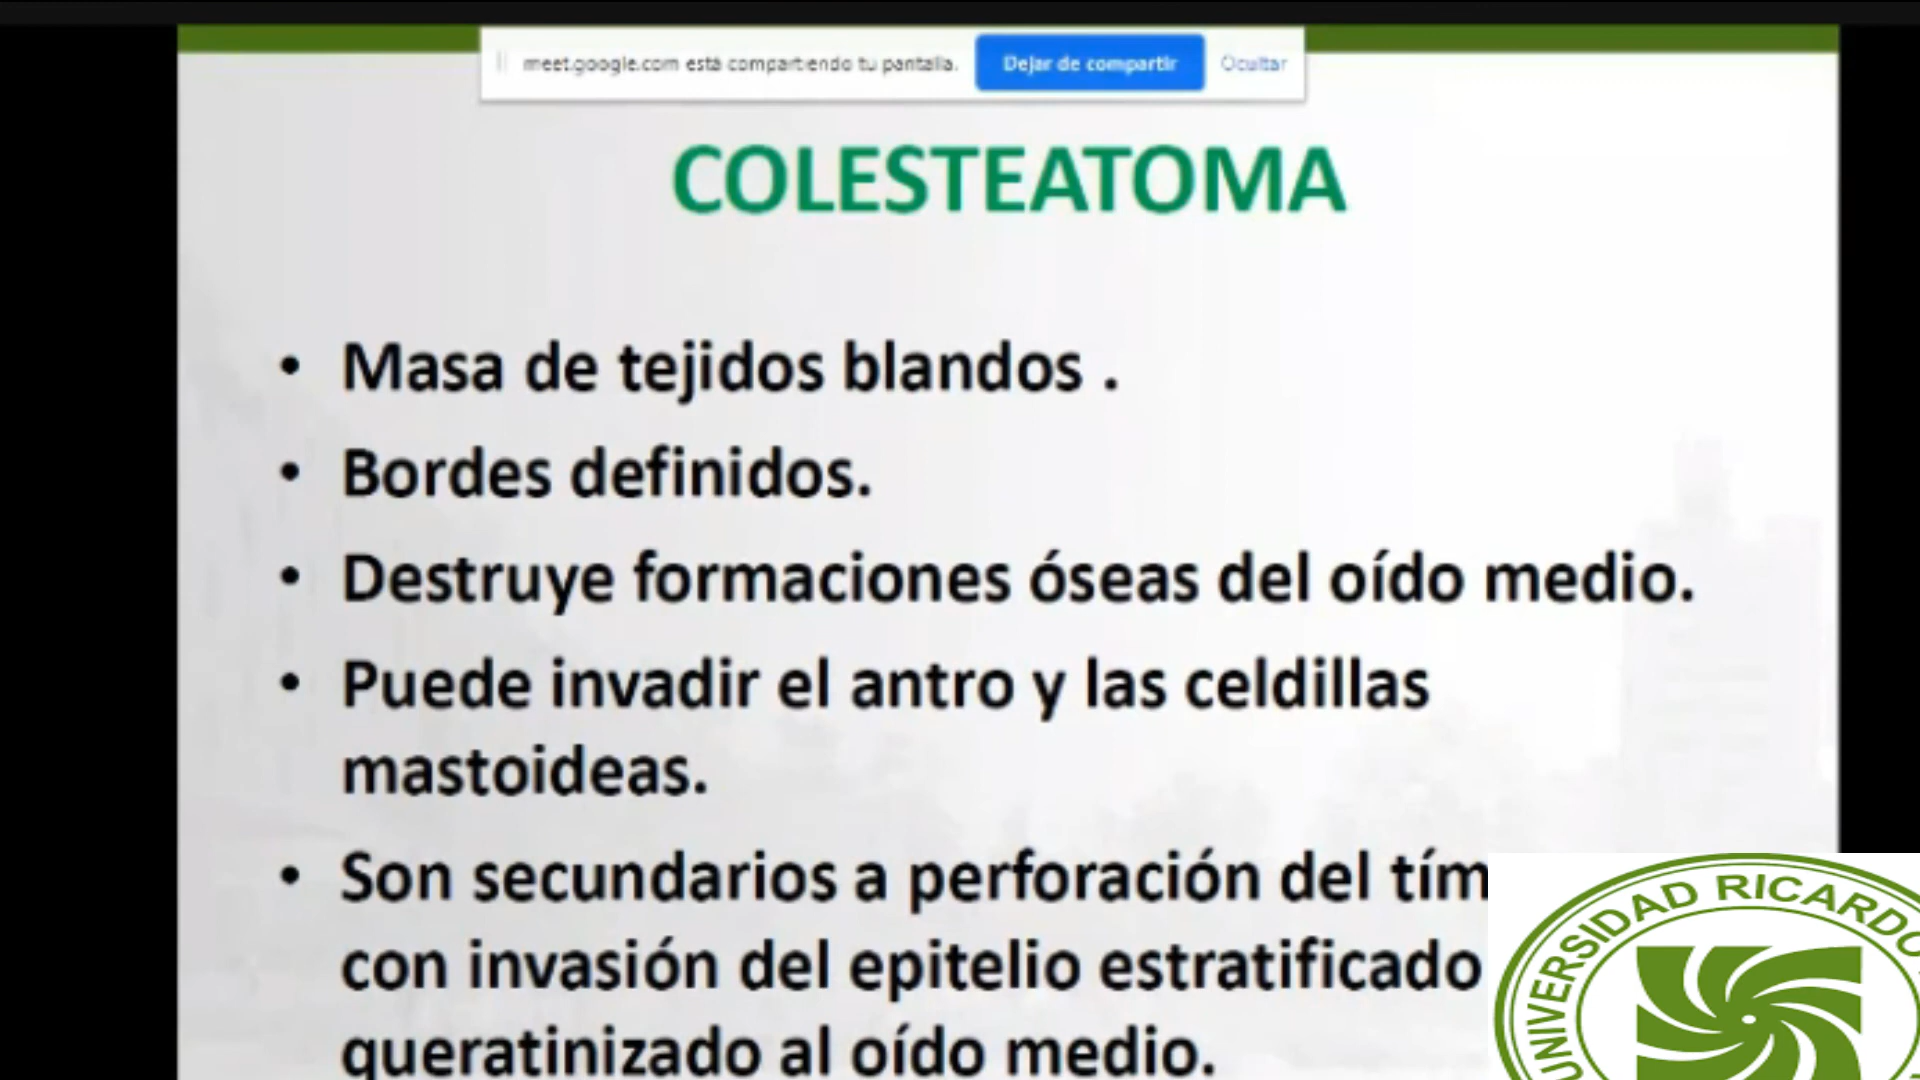 meet.google.com está compartiendo tu pantalla. Dejar de compartir Ocultar
COLESTEATOMA
• Masa de tejidos blandos .
• Bordes definidos.
• Destruye formaciones óseas del oído medio.
• Puede invadir el antro y las celdillas
mastoideas.
• Son secundarios a perforación del tím
con invasión del epitelio estratificado
queratinizado al oído medio.
UNIVERSIDAD RICARDO